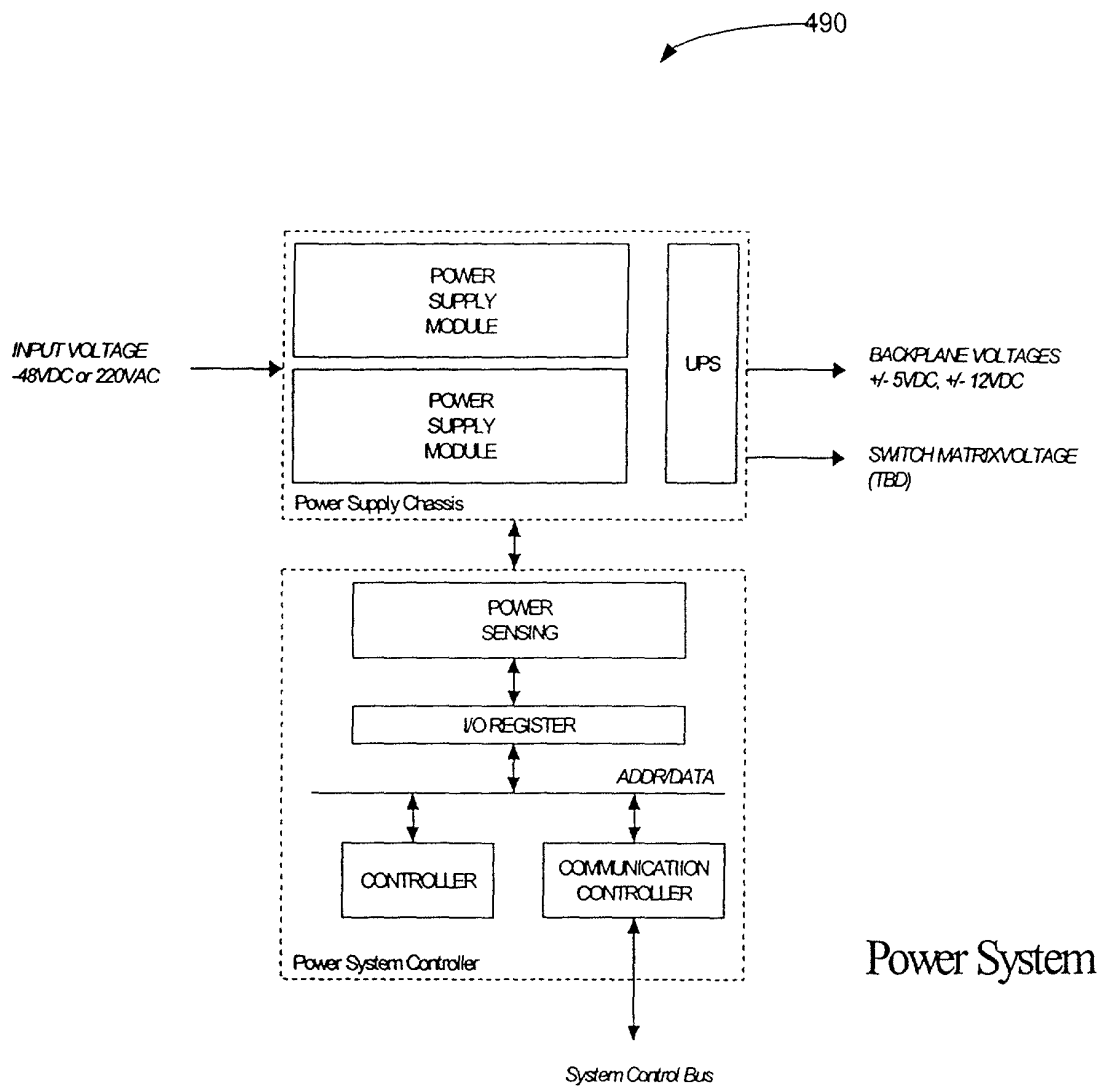 490
POWER
SUPPLY
MODULE
UPS
INPUT VOLTAGE
-48VDC or 220VAC
BACKPLANE VOLTAGES
+/- 5VDC, +/- 12VDC
POWER
SUPPLY
MODULE
SWITCH MATRIX VOLTAGE
(TBD)
Power Supply Chassis
POWER
SENSING
I/O REGISTER
ADDR/DATA
CONTROLLER
COMMUNICATIION
CONTROLLER
Power System Controller
Power System
System Control Bus